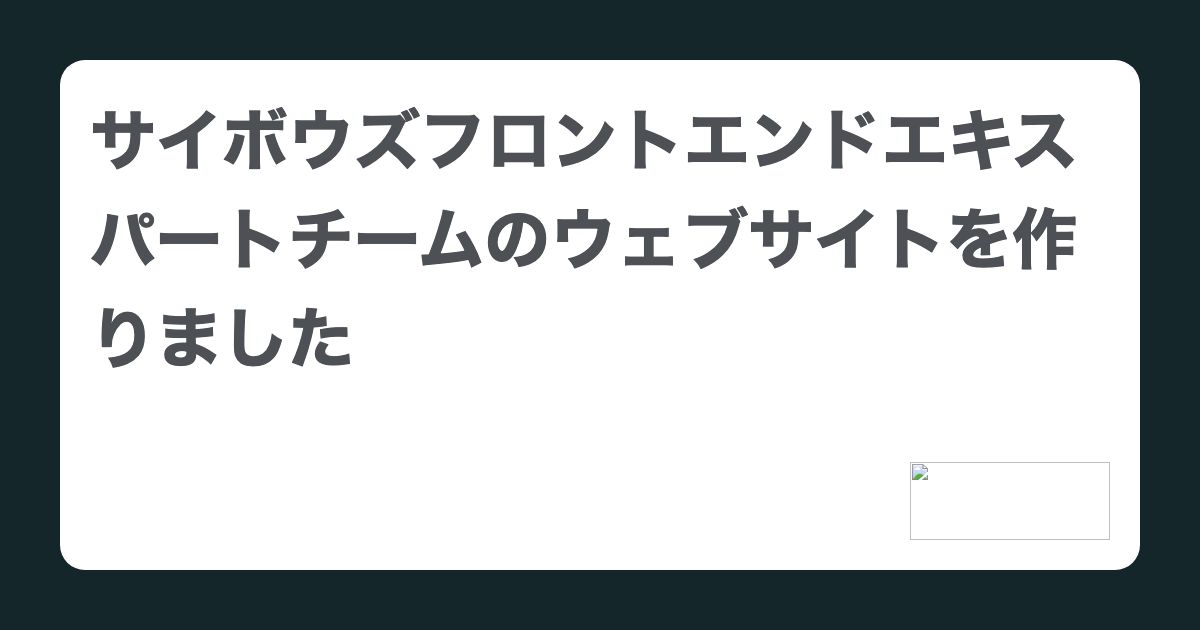 サイボウズフロントエンドエキス
パートチームのウェブサイトを作
りました